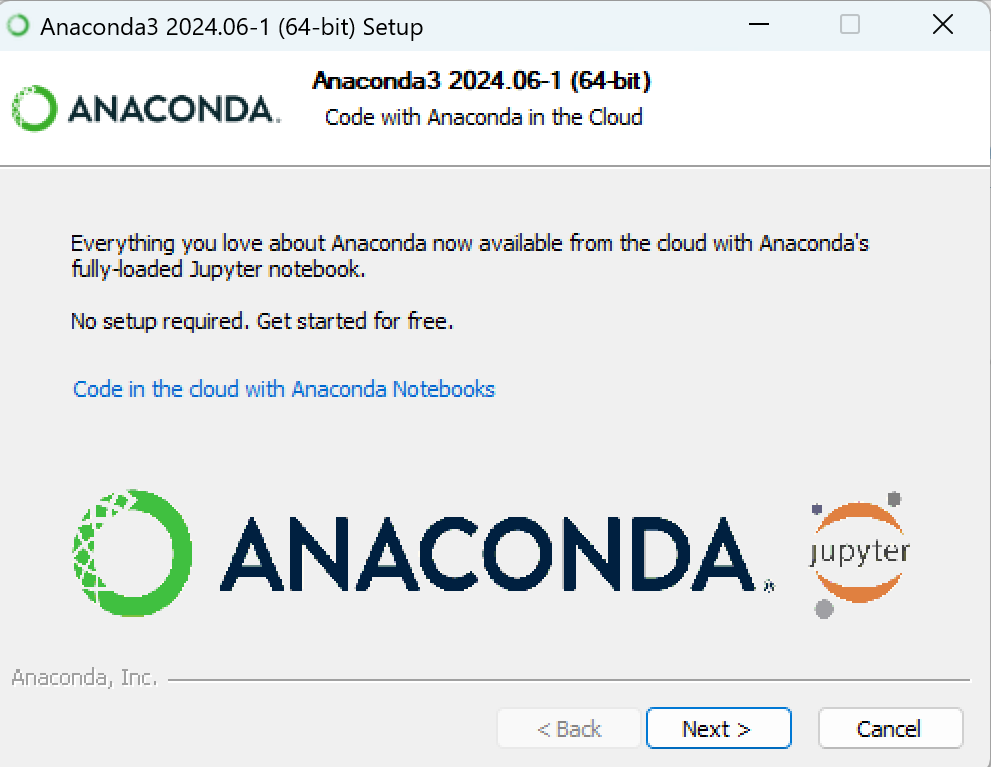 Anaconda3 2024.06-1 (64-bit) Setup
ANACONDA.
Anaconda3 2024.06-1 (64-bit)
Code with Anaconda in the Cloud
Everything you love about Anaconda now available from the cloud with Anaconda's
fully-loaded Jupyter notebook.
No setup required. Get started for free.
Code in the cloud with Anaconda Notebooks
ANACONDA.®
jupyter
Anaconda, Inc.
< Back
Next >
Cancel